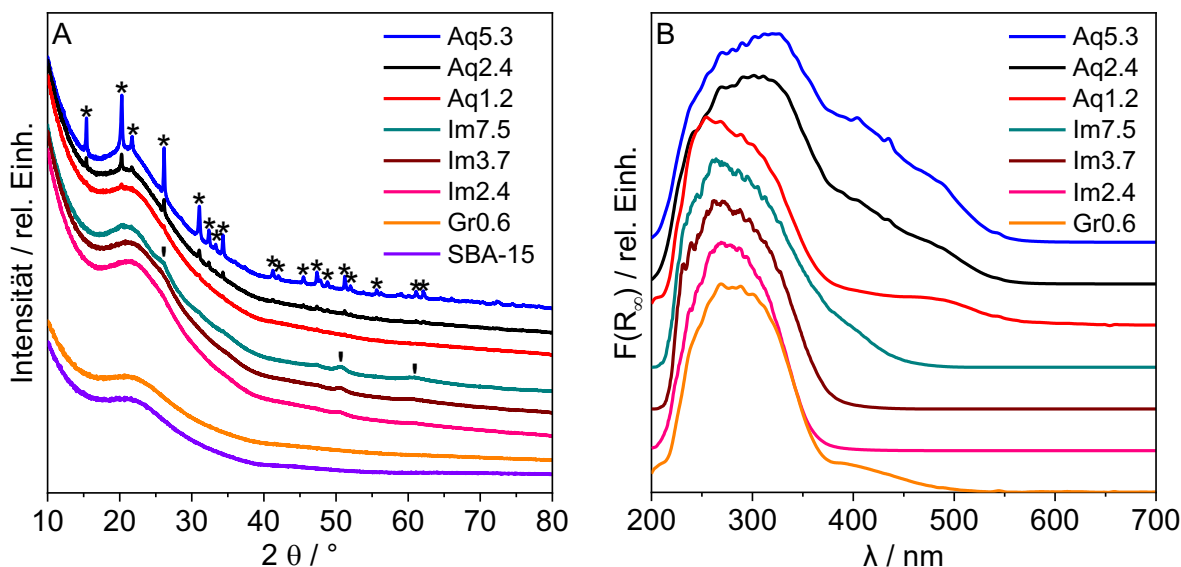 A
Aq5.3
Aq2.4
Aq1.2
Im7.5
Im3.7
Im2.4
Gr0.6
SBA-15
* * * * * * * * * * * * * * * * * *
' ' '
Intensität / rel. Einh.
10 20 30 40 50 60 70 80
2 θ / °
B
Aq5.3
Aq2.4
Aq1.2
Im7.5
Im3.7
Im2.4
Gr0.6
F(R∞) / rel. Einh.
200 300 400 500 600 700
λ / nm